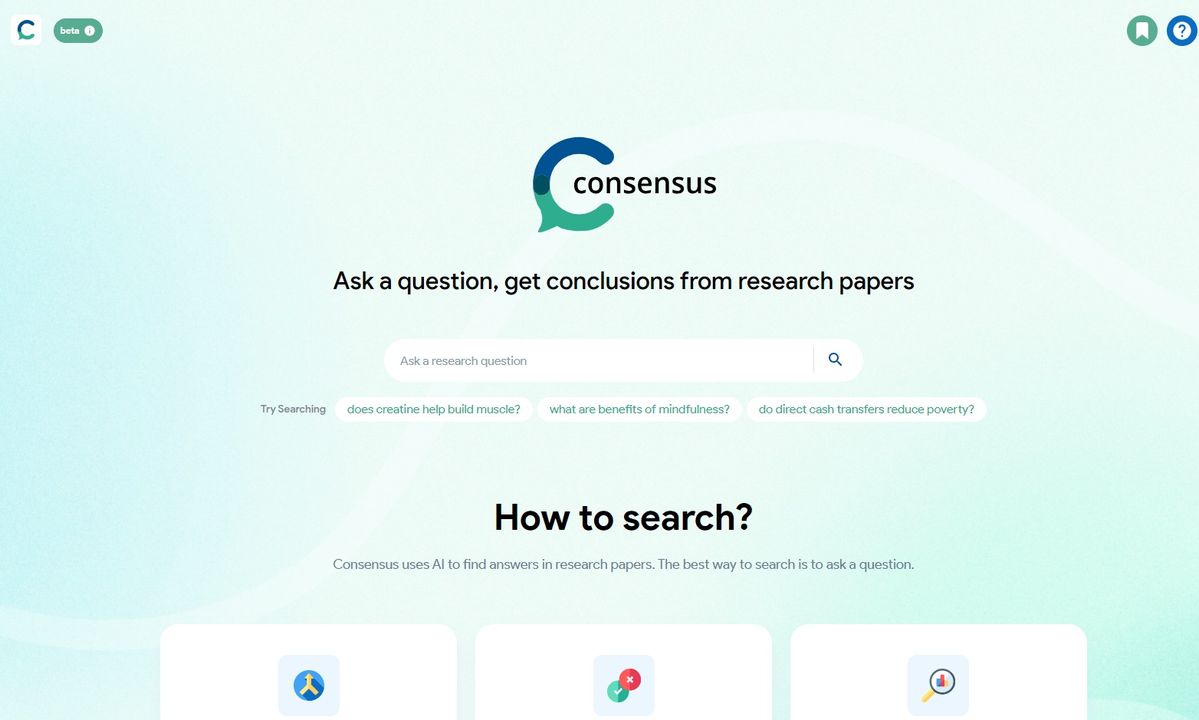 beta
consensus
Ask a question, get conclusions from research papers
Ask a research question
Try Searching does creatine help build muscle? what are benefits of mindfulness? do direct cash transfers reduce poverty?
How to search?
Consensus uses AI to find answers in research papers. The best way to search is to ask a question.